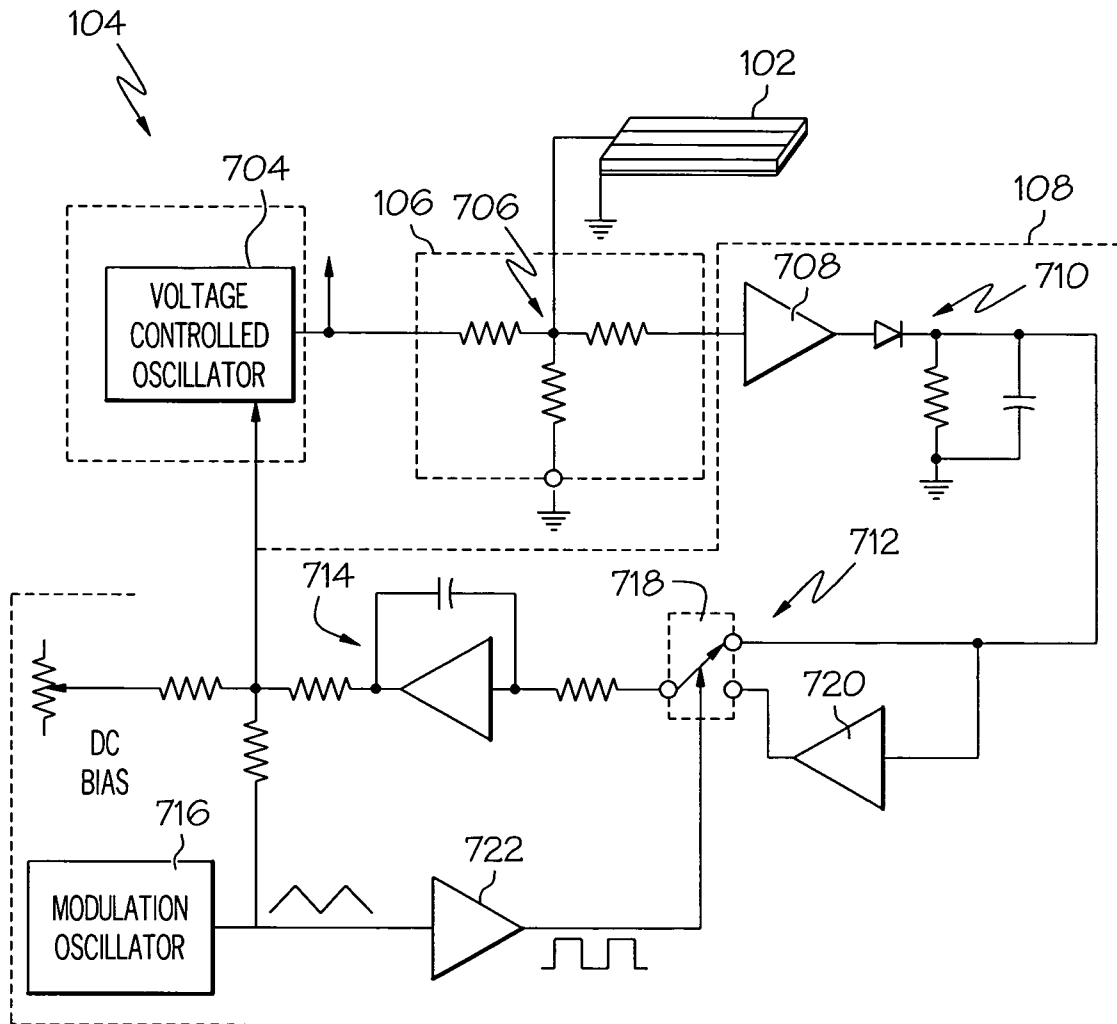 104
102
704
106
706
108
708
710
VOLTAGE
CONTROLLED
OSCILLATOR
712
714
718
720
DC
BIAS
716
722
MODULATION
OSCILLATOR